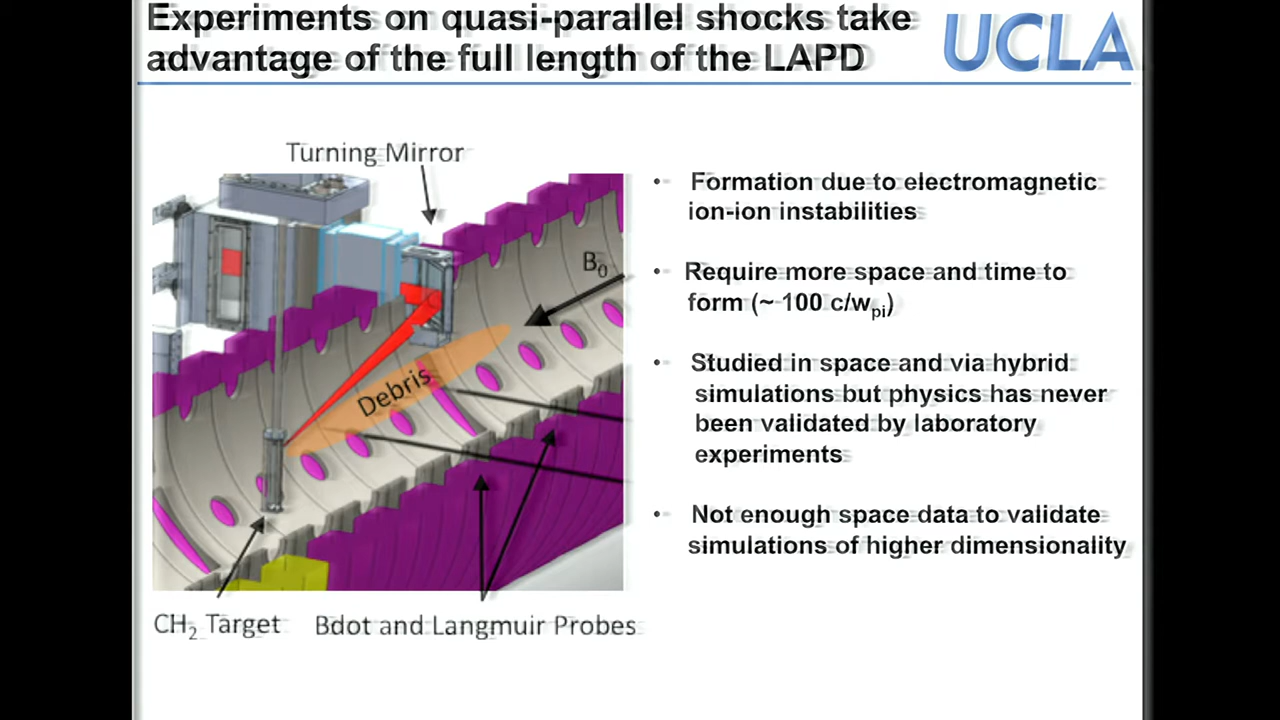 Experiments on quasi-parallel shocks take
advantage of the full length of the LAPD
UCLA
Turning Mirror
B0
Debris
CH2 Target
Bdot and Langmuir Probes
• Formation due to electromagnetic
ion-ion instabilities
• Require more space and time to
form (~ 100 c/wpi)
• Studied in space and via hybrid
simulations but physics has never
been validated by laboratory
experiments
• Not enough space data to validate
simulations of higher dimensionality